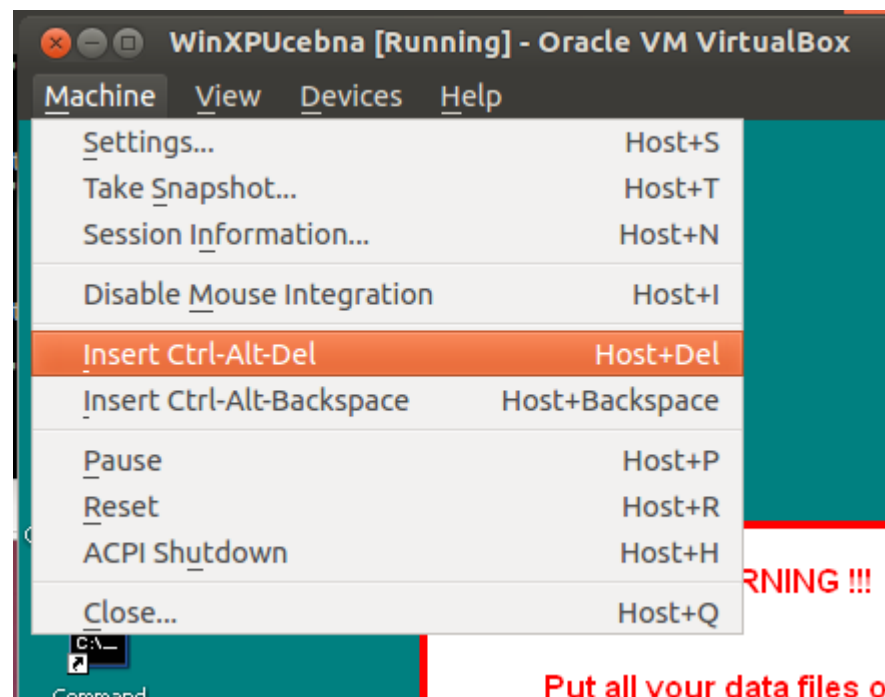 WinXPUcebna [Running] - Oracle VM VirtualBox
Machine View Devices Help
Settings... Host+S
Take Snapshot... Host+T
Session Information... Host+N
Disable Mouse Integration Host+I
Insert Ctrl-Alt-Del Host+Del
Insert Ctrl-Alt-Backspace Host+Backspace
Pause Host+P
Reset Host+R
ACPI Shutdown Host+H
Close... Host+Q
RNING !!!
C:\_
Command
Put all your data files o